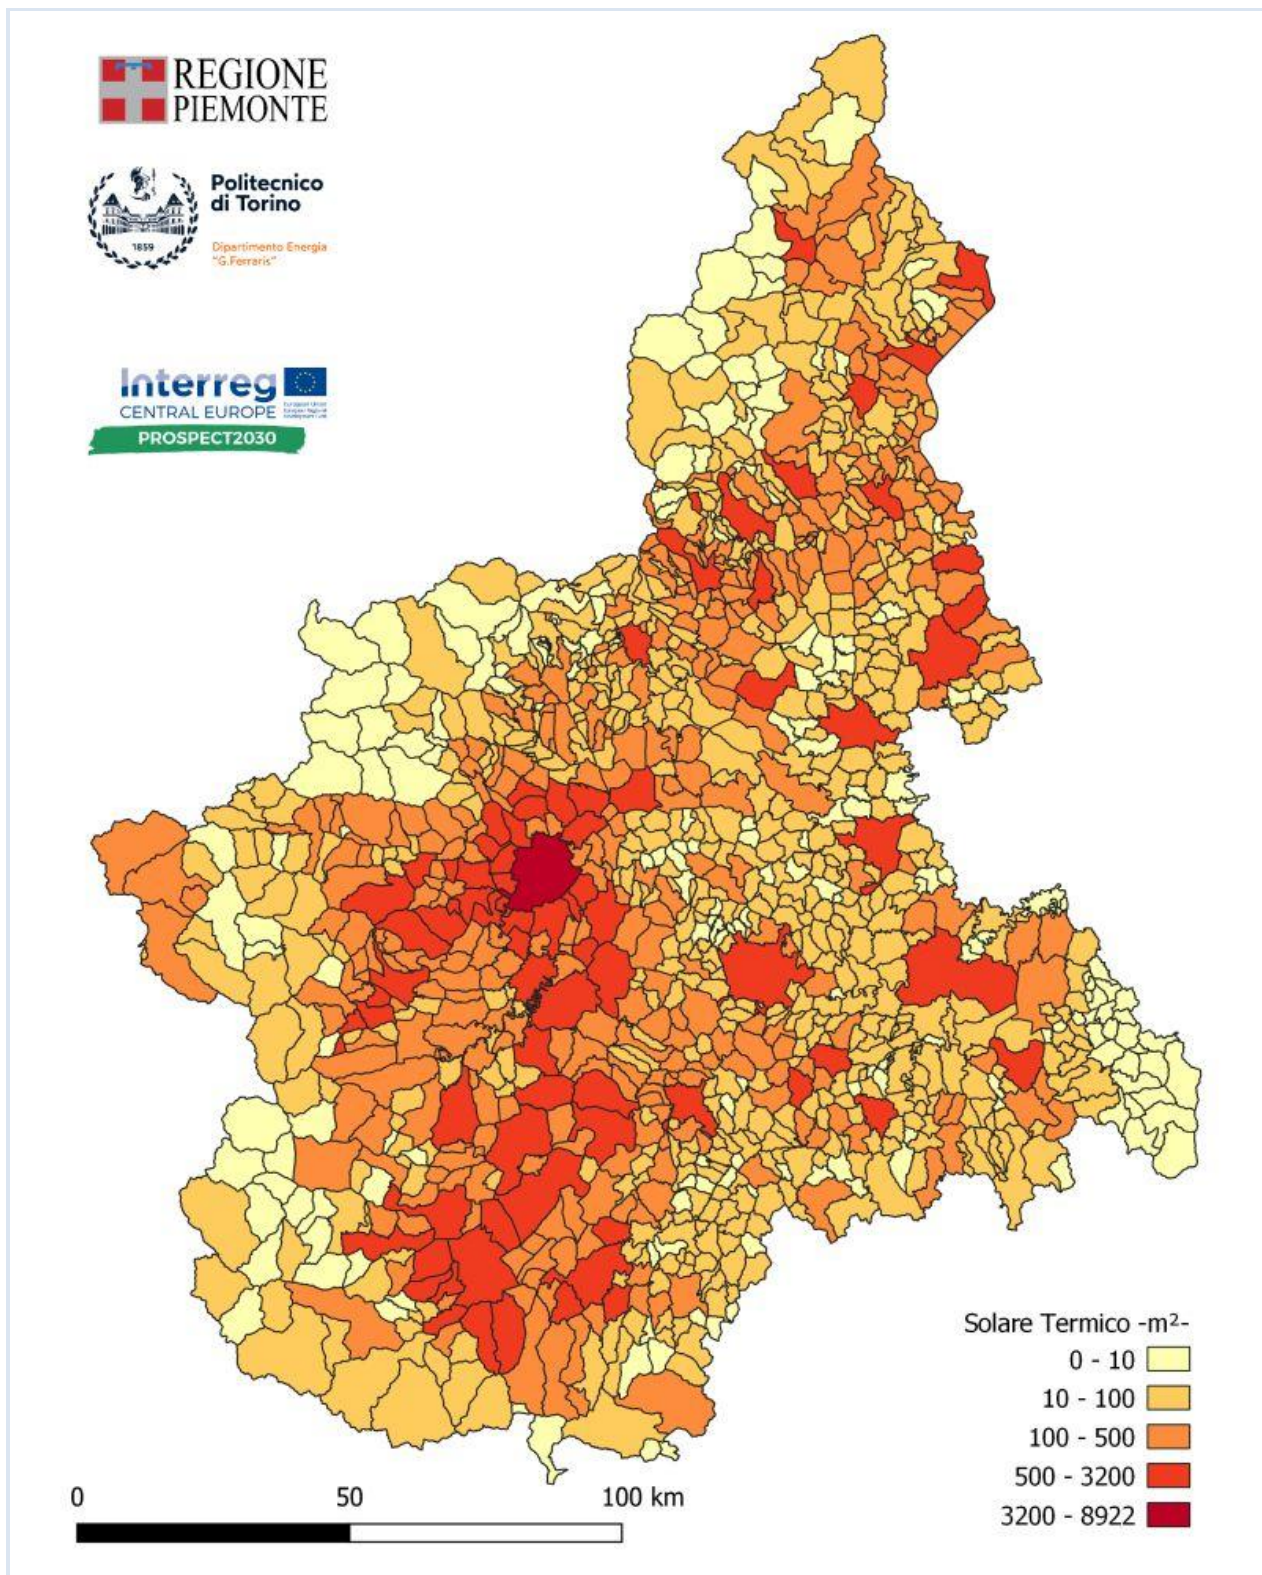 REGIONE
PIEMONTE
Politecnico
di Torino
1859
Dipartimento Energia
"G.Ferraris"
Interreg
CENTRAL EUROPE
PROSPECT2030
Solare Termico -m²-
0 - 10
10 - 100
100 - 500
500 - 3200
3200 - 8922
0 50 100 km